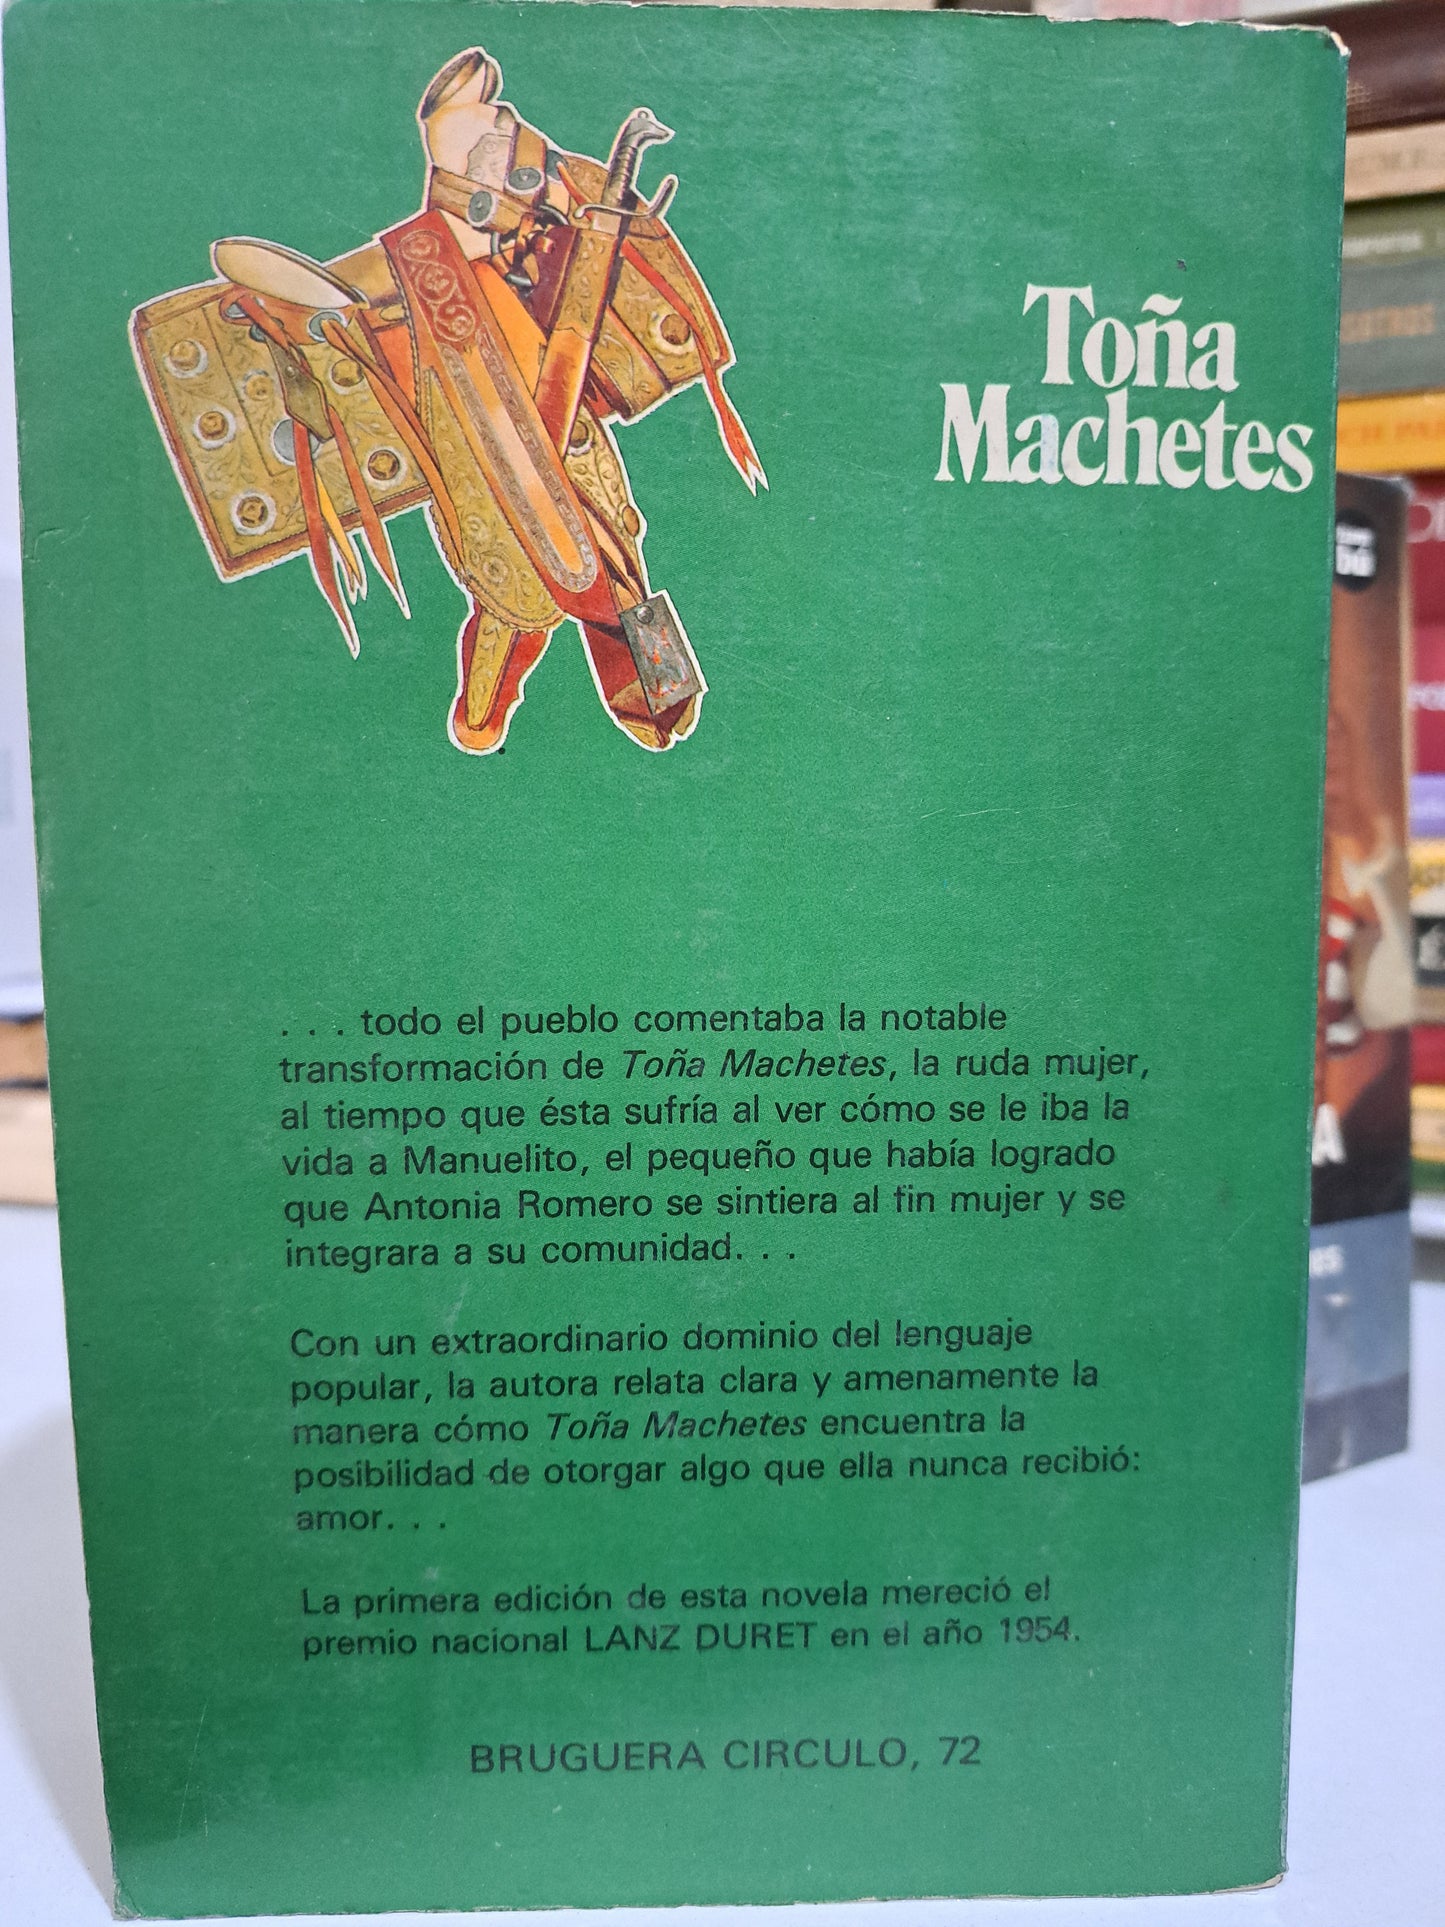 Toña
Machetes
. . . todo el pueblo comentaba la notable
transformación de Toña Machetes, la ruda mujer,
al tiempo que ésta sufría al ver cómo se le iba la
vida a Manuelito, el pequeño que había logrado
que Antonia Romero se sintiera al fin mujer y se
integrara a su comunidad. . .
Con un extraordinario dominio del lenguaje
popular, la autora relata clara y amenamente la
manera cómo Toña Machetes encuentra la
posibilidad de otorgar algo que ella nunca recibió:
amor. . .
La primera edición de esta novela mereció el
premio nacional LANZ DURET en el año 1954.
BRUGUERA CIRCULO, 72